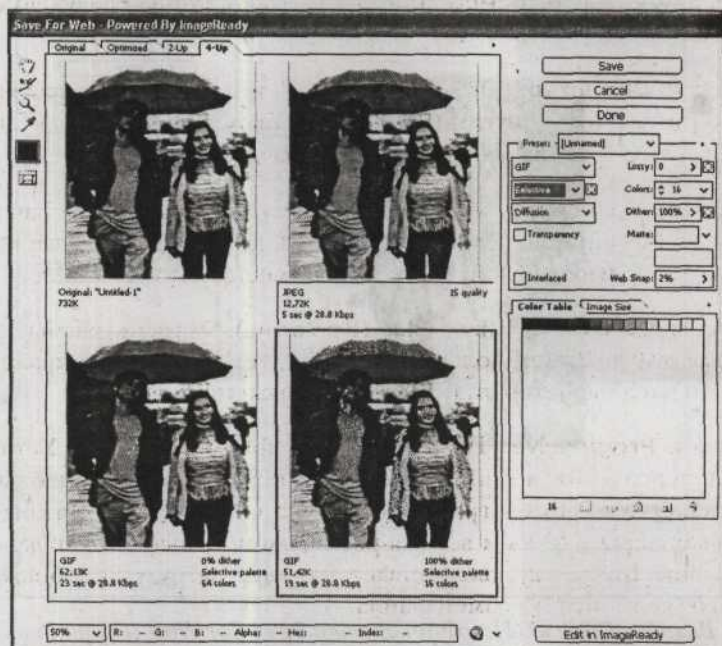 Save For Web - Powered By ImageReady
Original Optimized 2-Up 4-Up
Save
Cancel
Done
Preset: [Unnamed]
GIF Lossy: 0
Selective Colors: 16
Diffusion Dither: 100%
Transparency Matte:
Interlaced Web Snap: 2%
Original: "Untitled-1"
732K
JPEG 15 quality
12,72K
5 sec @ 28.8 Kbps
Color Table Image Size
16
GIF 0% dither
62,13K Selective palette
23 sec @ 28.8 Kbps 64 colors
GIF 100% dither
51,42K Selective palette
19 sec @ 28.8 Kbps 16 colors
50% R: - G: - B: - Alpha: - Hex: - Index: -
Edit in ImageReady